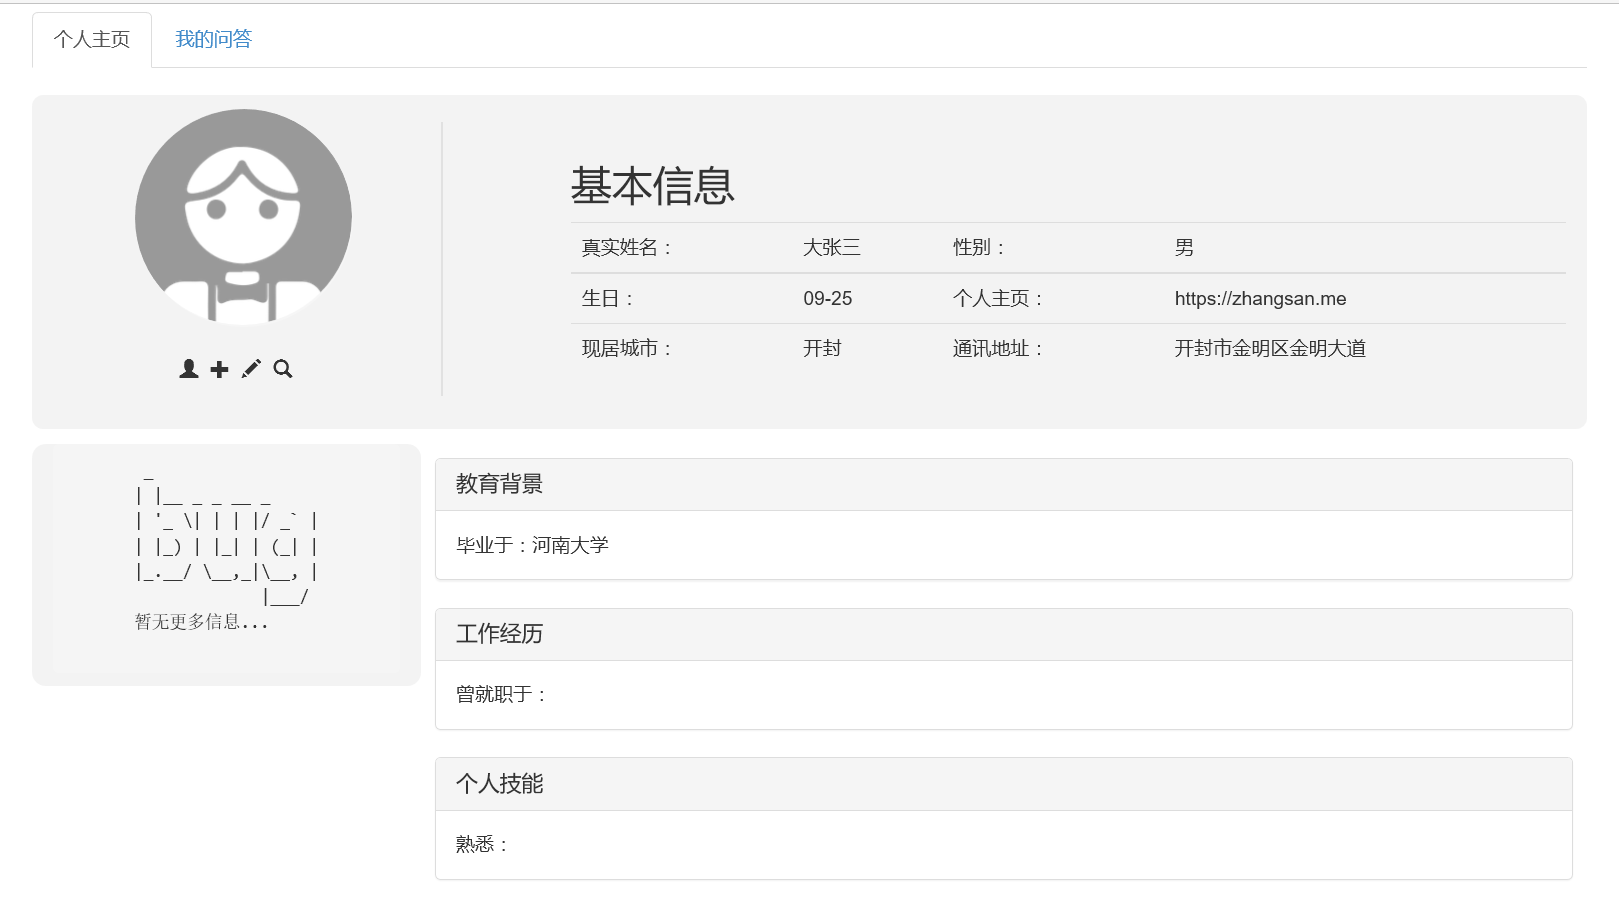 个人主页 我的问答
基本信息
真实姓名： 大张三 性别： 男
生日： 09-25 个人主页： https://zhangsan.me
现居城市： 开封 通讯地址： 开封市金明区金明大道
 _
| |__ _ _ __ _
| '_ \| | | |/ _` |
| |_) | |_| | (_| |
|_.__/ \__,_|\__, |
              |___/
暂无更多信息...
教育背景
毕业于：河南大学
工作经历
曾就职于：
个人技能
熟悉：